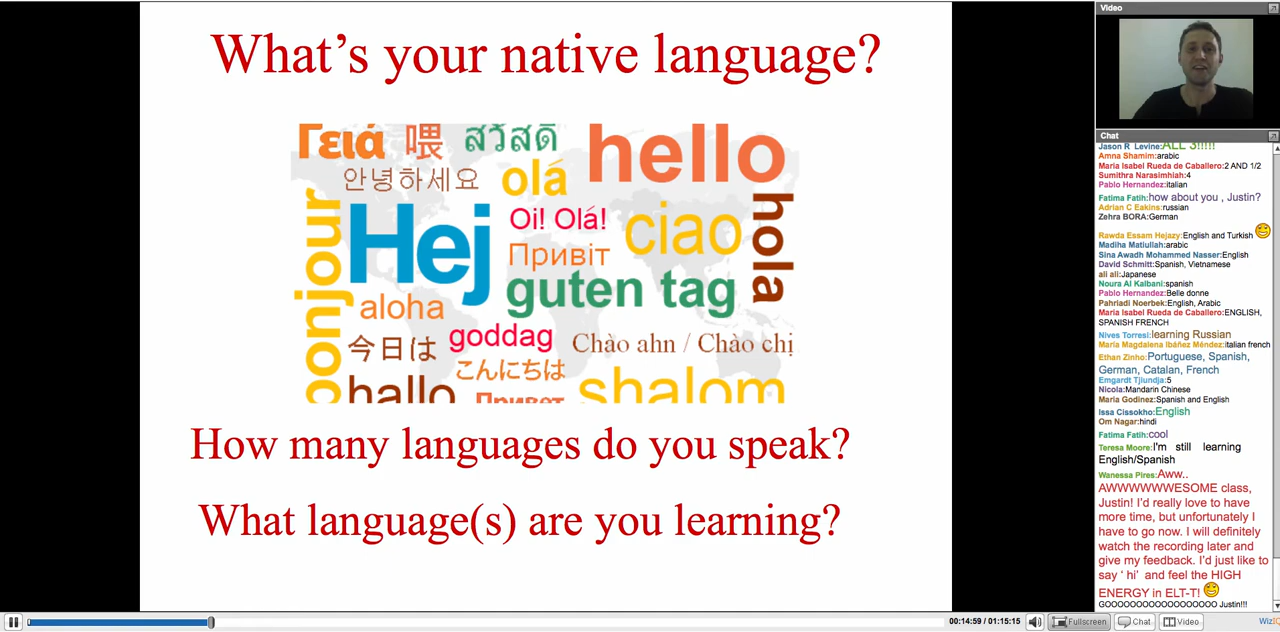 What's your native language?
Γειά 喂 สวัสดี hello
안녕하세요 olá
bonjour Hej Oi! Olá! ciao hola
Привіт
guten tag
aloha
goddag Chào ahn / Chào chị
今日は こんにちは
hallo Привет shalom
How many languages do you speak?
What language(s) are you learning?
Video
Chat
Jason R Levine:ALL 3!!!!!
Amna Shamim:arabic
Maria Isabel Rueda de Caballero:2 AND 1/2
Sumithra Narasimhiah:4
Pablo Hernandez:italian
Fatima Fatih:how about you , Justin?
Adrian C Eakins:russian
Zehra BORA:German
Rawda Essam Hejazy:English and Turkish
Madiha Matiullah:arabic
Sina Awadh Mohammed Nasser:English
David Schmitt:Spanish, Vietnamese
ali ali:Japanese
Noura Al Kalbani:spanish
Pablo Hernandez:Belle donne
Pahrladi Noerbek:English, Arabic
Maria Isabel Rueda de Caballero:ENGLISH,
SPANISH FRENCH
Nives Torresi:learning Russian
María Magdalena Ibáñez Méndez:italian french
Ethan Zinho:Portuguese, Spanish,
German, Catalan, French
Emgardt Tjiundja:5
Nicola:Mandarin Chinese
Maria Godinez:Spanish and English
Issa Cissokho:English
Om Nagar:hindi
Fatima Fatih:cool
Teresa Moore:I'm still learning
English/Spanish
Wanessa Pires:Aww..
AWWWWWWESOME class,
Justin! I'd really love to have
more time, but unfortunately I
have to go now. I will definitely
watch the recording later and
give my feedback. I'd just like to
say ' hi' and feel the HIGH
ENERGY in ELT-T!
GOOOOOOOOOOOOOOOOOO Justin!!!
00:14:59 / 01:15:15 Fullscreen Chat Video WizIQ